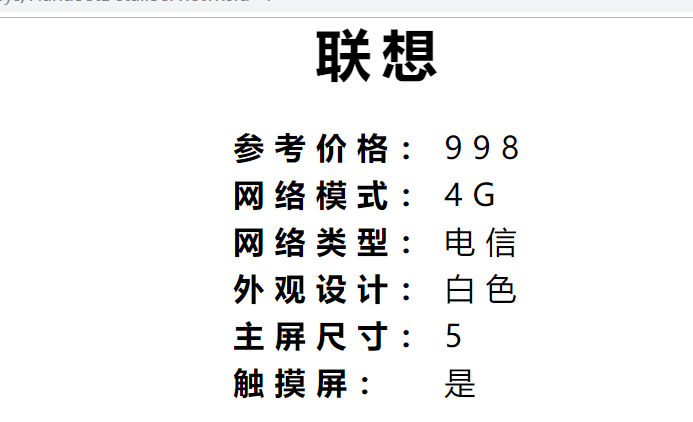 联想
参考价格： 998
网络模式： 4G
网络类型： 电信
外观设计： 白色
主屏尺寸： 5
触摸屏： 是